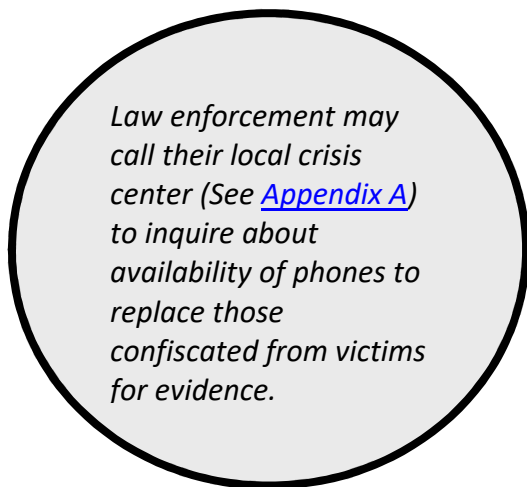 Law enforcement may
call their local crisis
center (See Appendix A)
to inquire about
availability of phones to
replace those
confiscated from victims
for evidence.